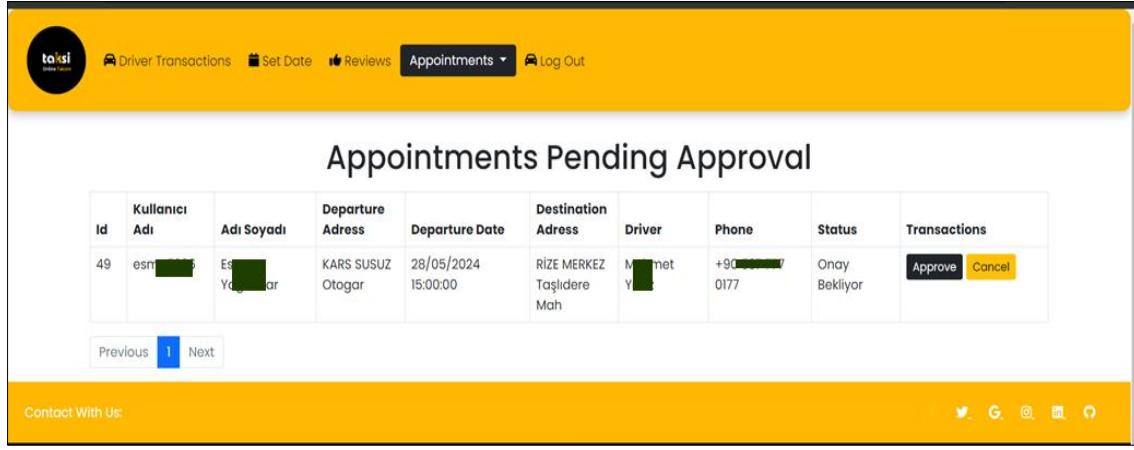 taksi
Driver Transactions Set Date Reviews Appointments Log Out
Appointments Pending Approval
Id Kullanıcı Adı Adı Soyadı Departure Adress Departure Date Destination Adress Driver Phone Status Transactions
49 KARS SUSUZ 28/05/2024 RİZE MERKEZ +90 Onay Approve Cancel
Otogar 15:00:00 Taşlıdere 0177 Bekliyor
Mah
Previous 1 Next
Contact With Us: